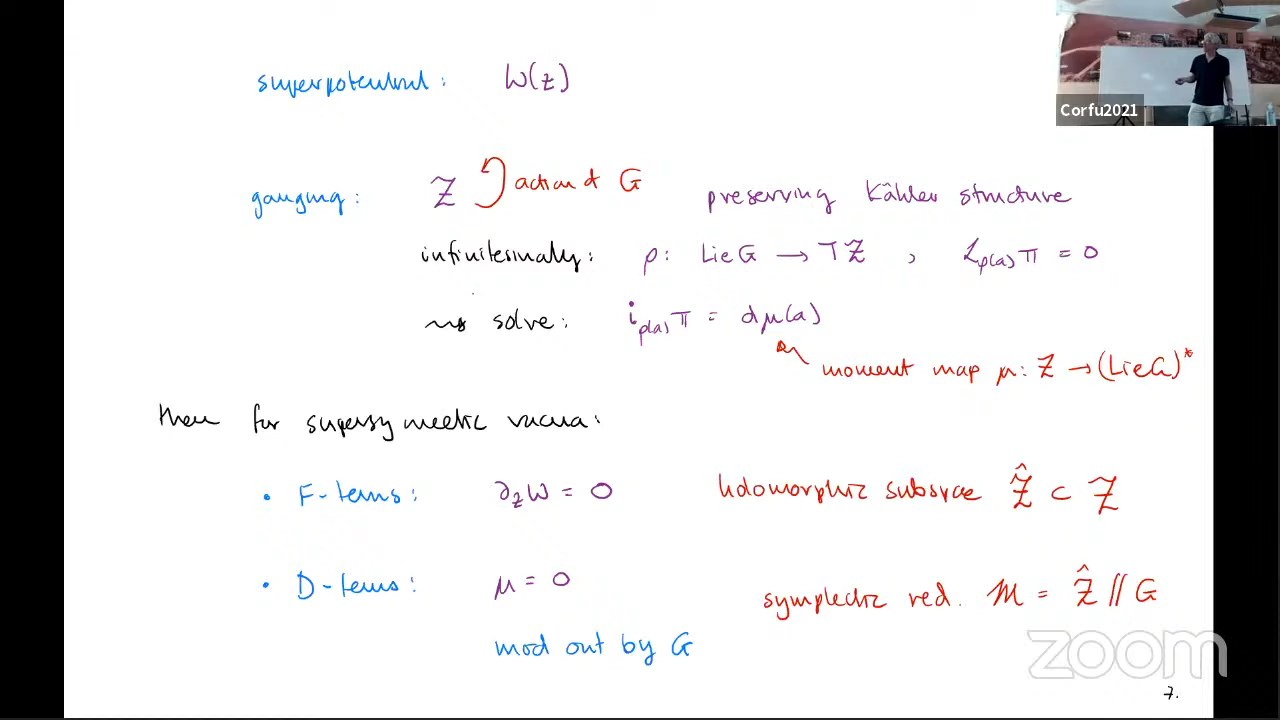 superpotential: W(z)
Corfu2021
gauging: Z action of G preserving Kähler structure
infinitesimally: ρ: Lie G → TZ , ℒ_ρ(a) π = 0
solve: i_ρ(a) π = dμ(a)
moment map μ: Z → (Lie G)*
then for supersymmetric vacua:
• F-terms: ∂_z W = 0 holomorphic subspace Ẑ ⊂ Z
• D-terms: μ = 0 symplectic red. M = Ẑ // G
mod out by G
zoom
7.